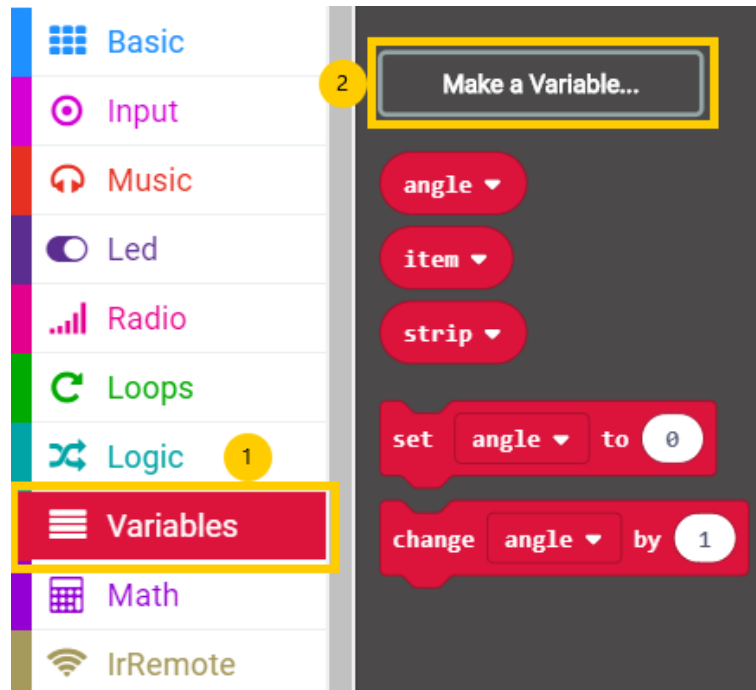 Basic
Input
Music
Led
Radio
Loops
Logic
1
Variables
Math
IrRemote
2
Make a Variable...
angle
item
strip
set angle to 0
change angle by 1